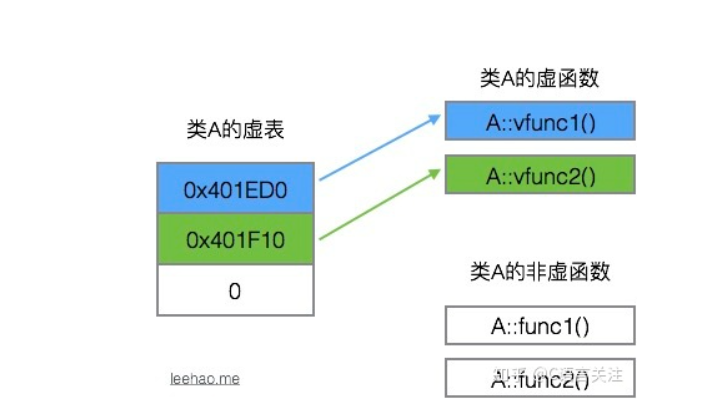 类A的虚函数
A::vfunc1()
类A的虚表
A::vfunc2()
0x401ED0
0x401F10
类A的非虚函数
0
A::func1()
leehao.me
A::func2()
知乎 @C语言关注